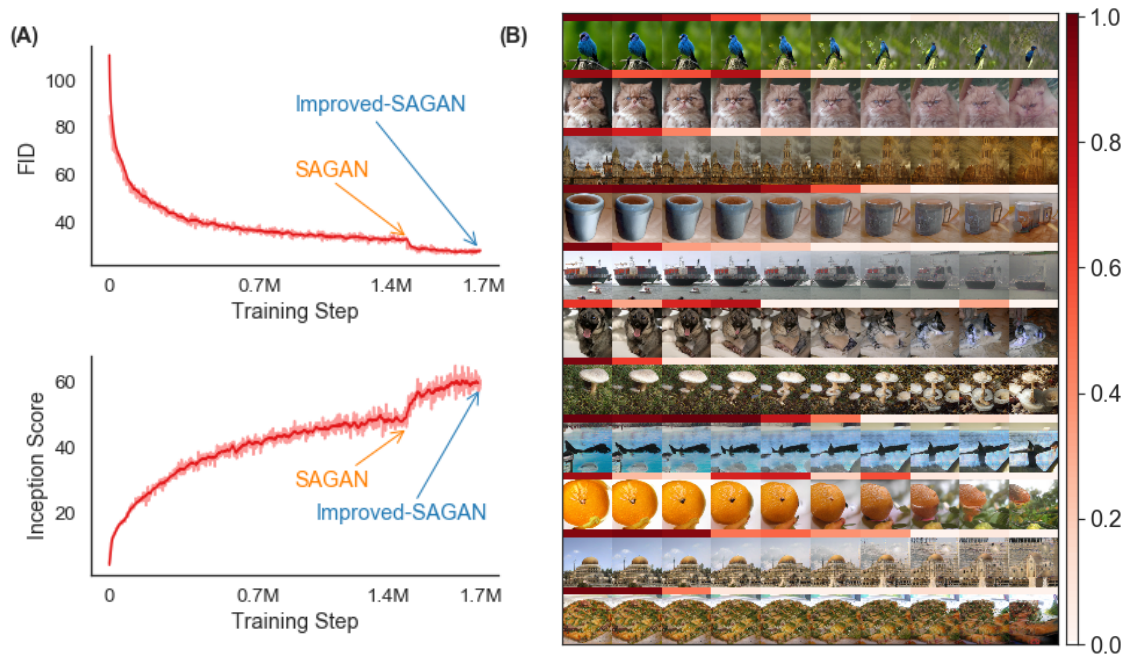 (A)
FID
100
80
60
40
Improved-SAGAN
SAGAN
0
0.7M
1.4M
1.7M
Training Step
Inception Score
60
40
20
SAGAN
Improved-SAGAN
0
0.7M
1.4M
1.7M
Training Step
(B)
1.0
0.8
0.6
0.4
0.2
0.0